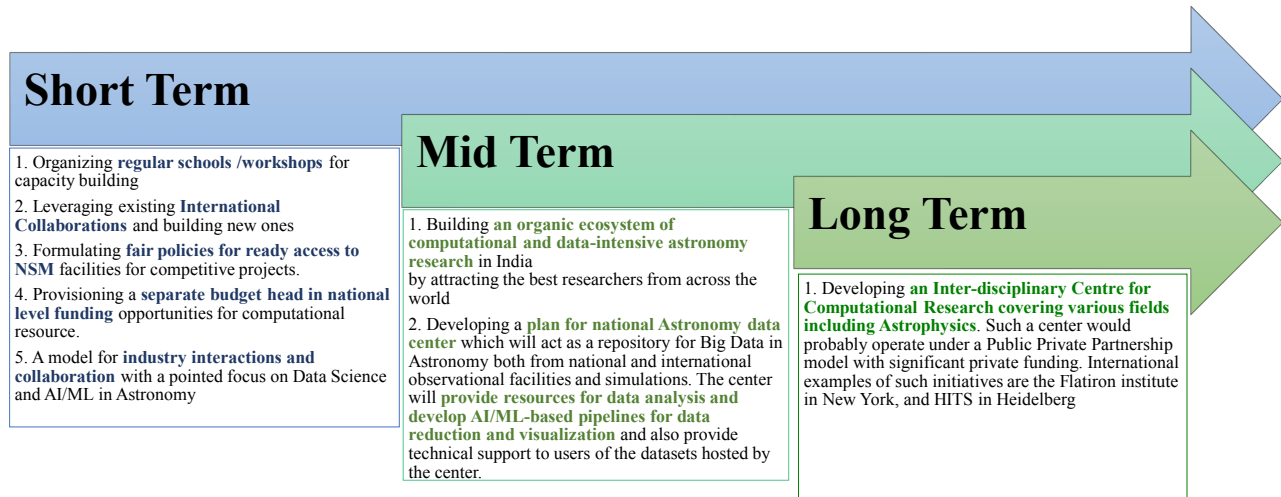 Short Term
1. Organizing regular schools /workshops for
capacity building
2. Leveraging existing International
Collaborations and building new ones
3. Formulating fair policies for ready access to
NSM facilities for competitive projects.
4. Provisioning a separate budget head in national
level funding opportunities for computational
resource.
5. A model for industry interactions and
collaboration with a pointed focus on Data Science
and AI/ML in Astronomy
Mid Term
1. Building an organic ecosystem of
computational and data-intensive astronomy
research in India
by attracting the best researchers from across the
world
2. Developing a plan for national Astronomy data
center which will act as a repository for Big Data in
Astronomy both from national and international
observational facilities and simulations. The center
will provide resources for data analysis and
develop AI/ML-based pipelines for data
reduction and visualization and also provide
technical support to users of the datasets hosted by
the center.
Long Term
1. Developing an Inter-disciplinary Centre for
Computational Research covering various fields
including Astrophysics. Such a center would
probably operate under a Public Private Partnership
model with significant private funding. International
examples of such initiatives are the Flatiron institute
in New York, and HITS in Heidelberg